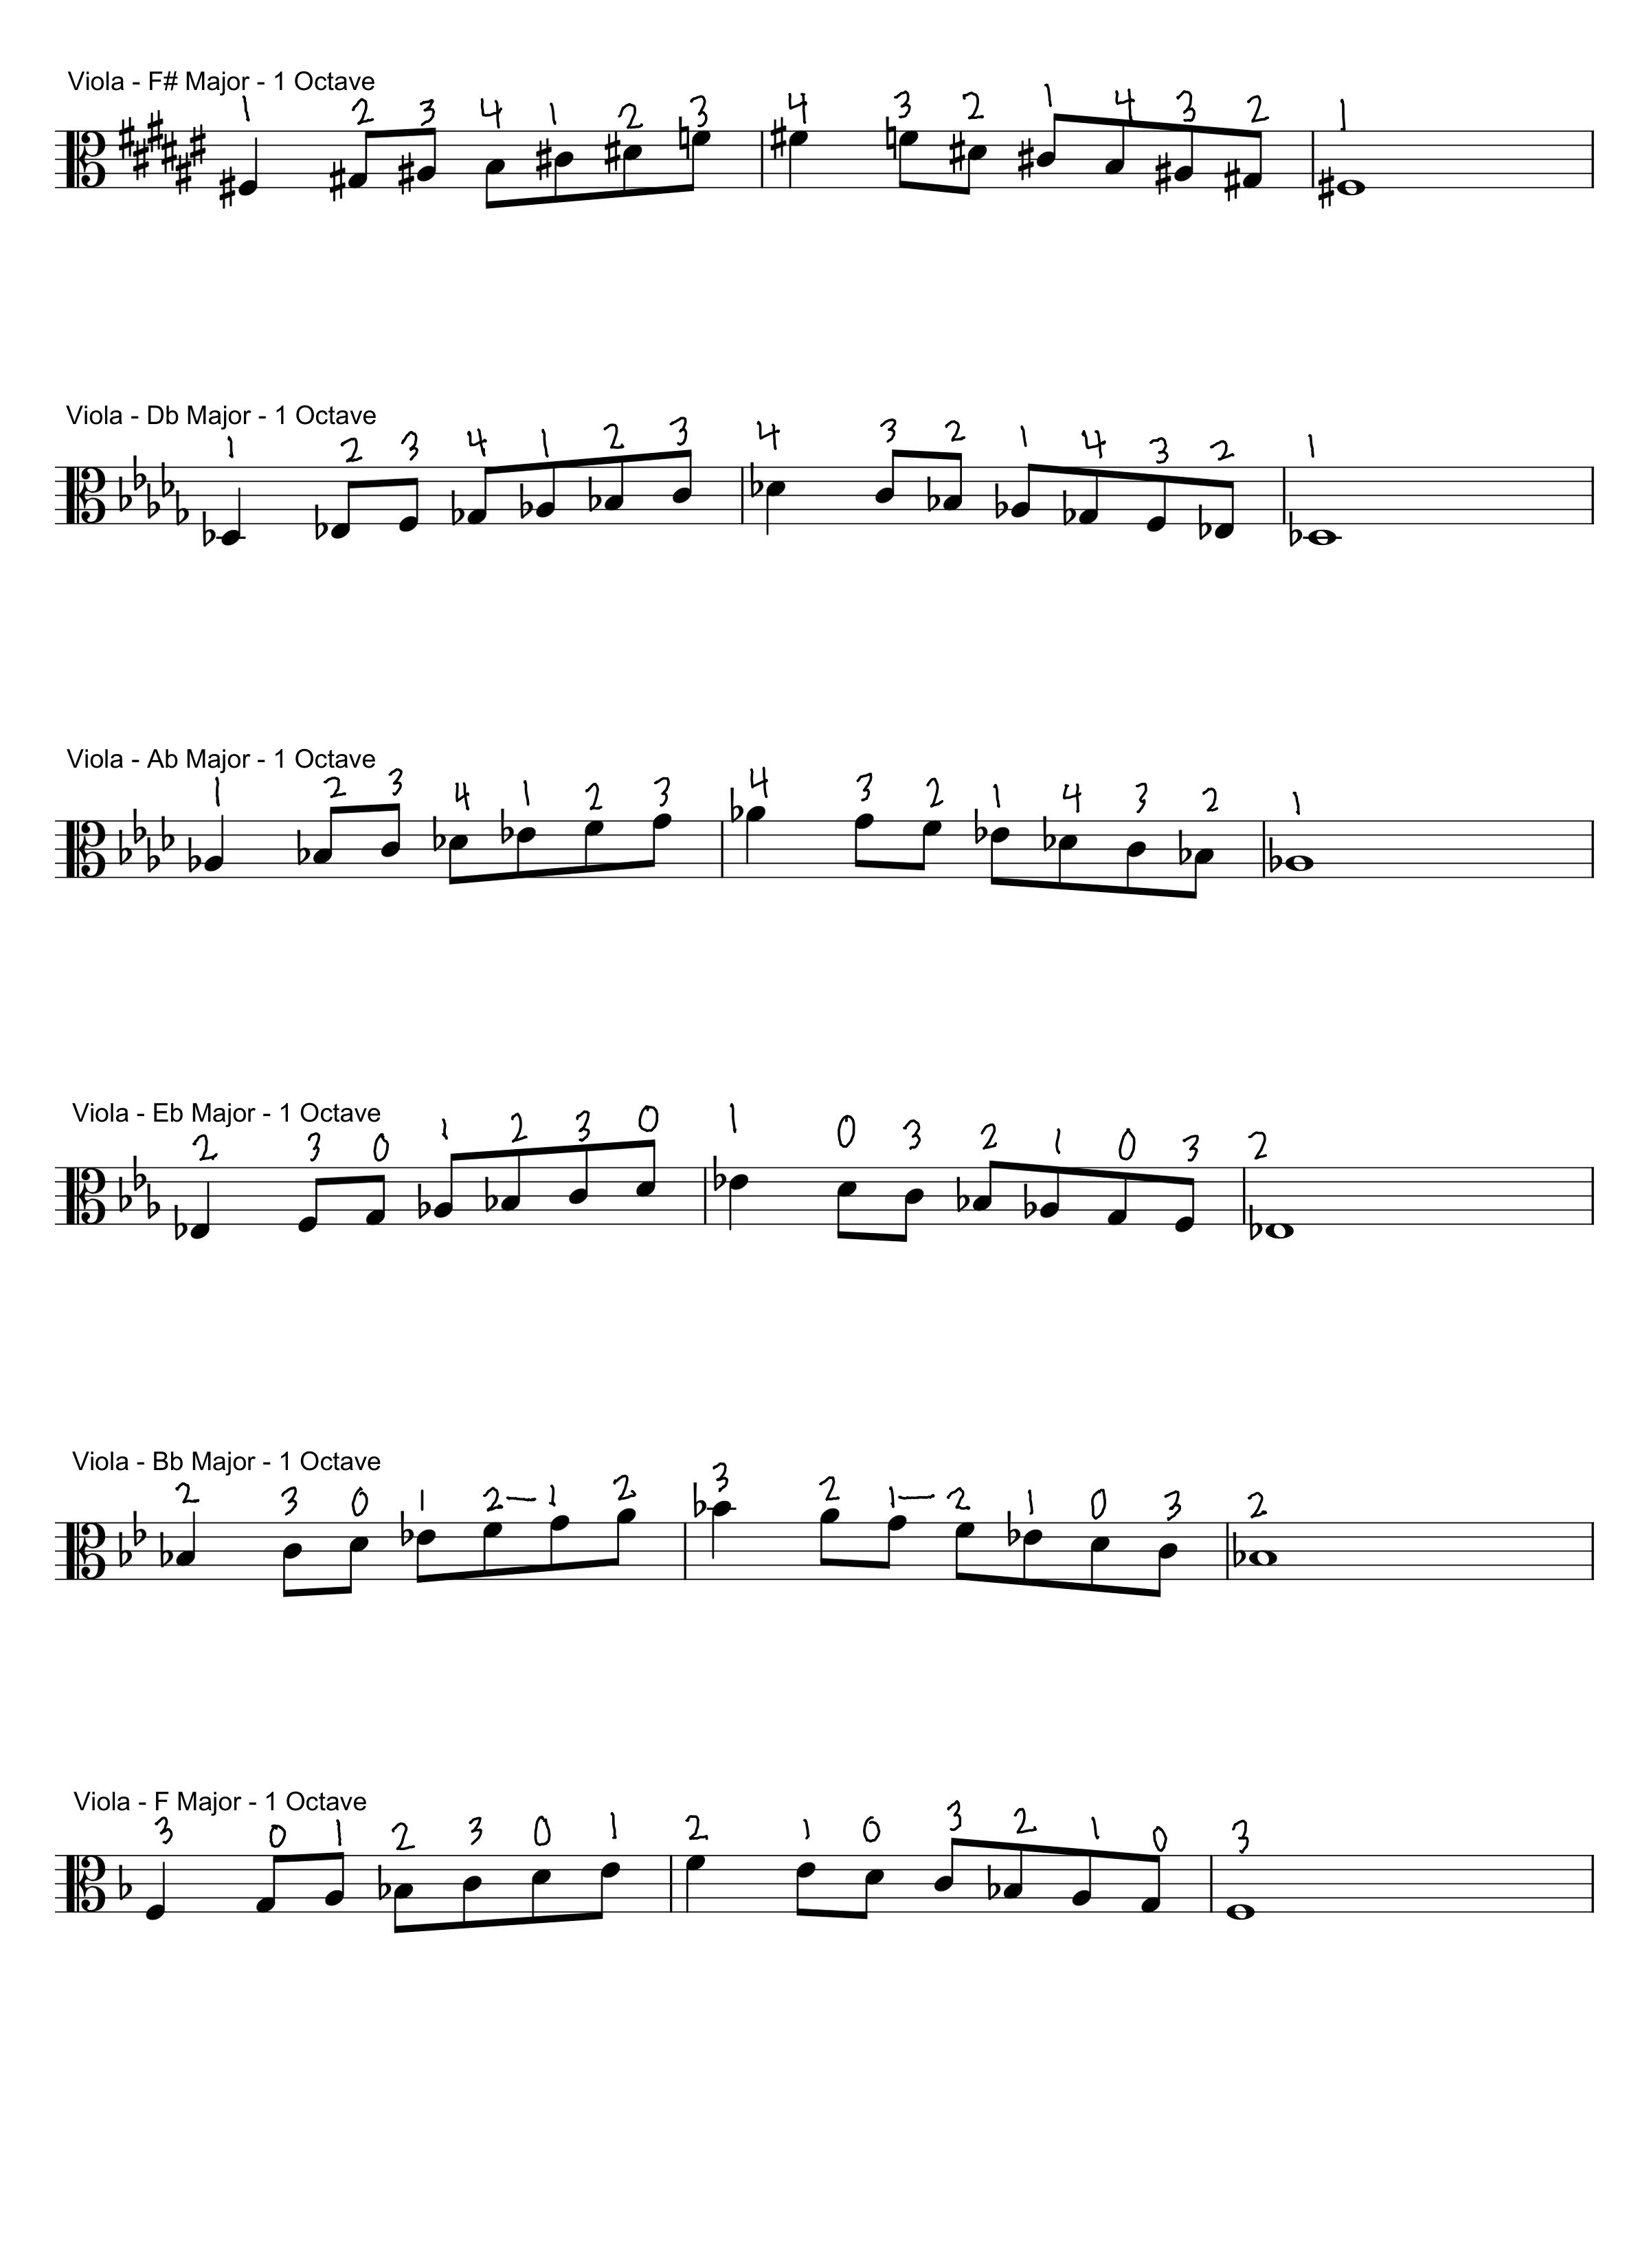 Viola - F# Major - 1 Octave
1 2 3 4 1 2 3 4 3 2 1 4 3 2 1
Viola - Db Major - 1 Octave
1 2 3 4 1 2 3 4 3 2 1 4 3 2 1
Viola - Ab Major - 1 Octave
1 2 3 4 1 2 3 4 3 2 1 4 3 2 1
Viola - Eb Major - 1 Octave
2 3 0 1 2 3 0 1 0 3 2 1 0 3 2
Viola - Bb Major - 1 Octave
2 3 0 1 2-1 2 3 2 1-2 1 0 3 2
Viola - F Major - 1 Octave
3 0 1 2 3 0 1 2 1 0 3 2 1 0 3